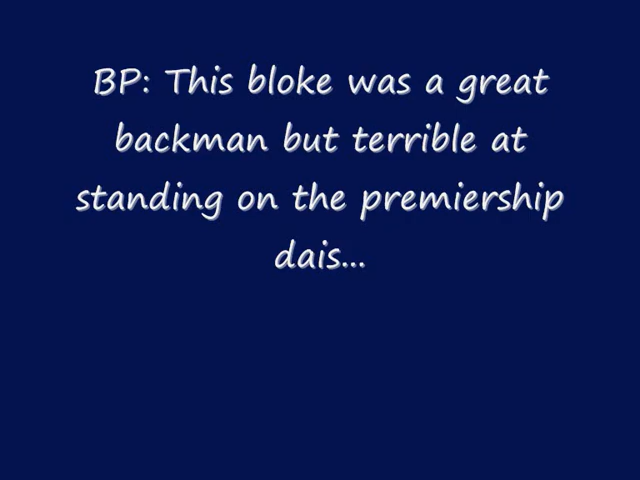 BP: This bloke was a great
backman but terrible at
standing on the premiership
dais...